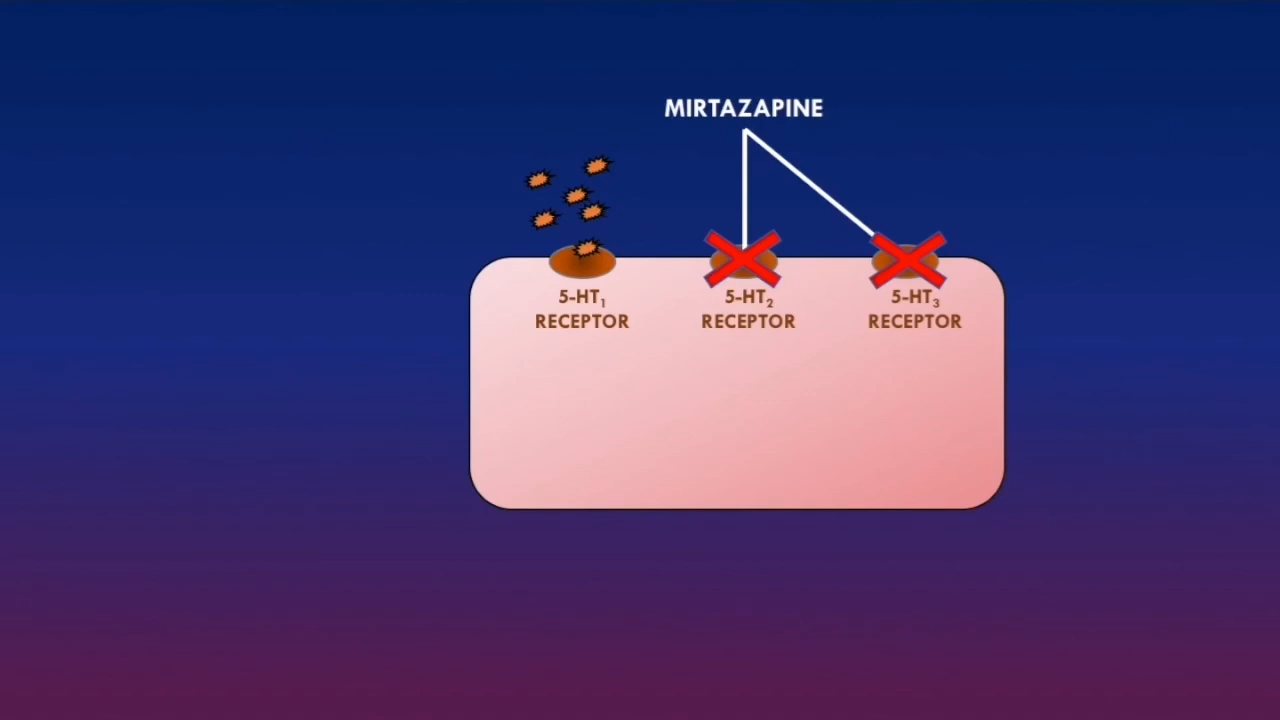 MIRTAZAPINE
5-HT₁
RECEPTOR
5-HT₂
RECEPTOR
5-HT₃
RECEPTOR